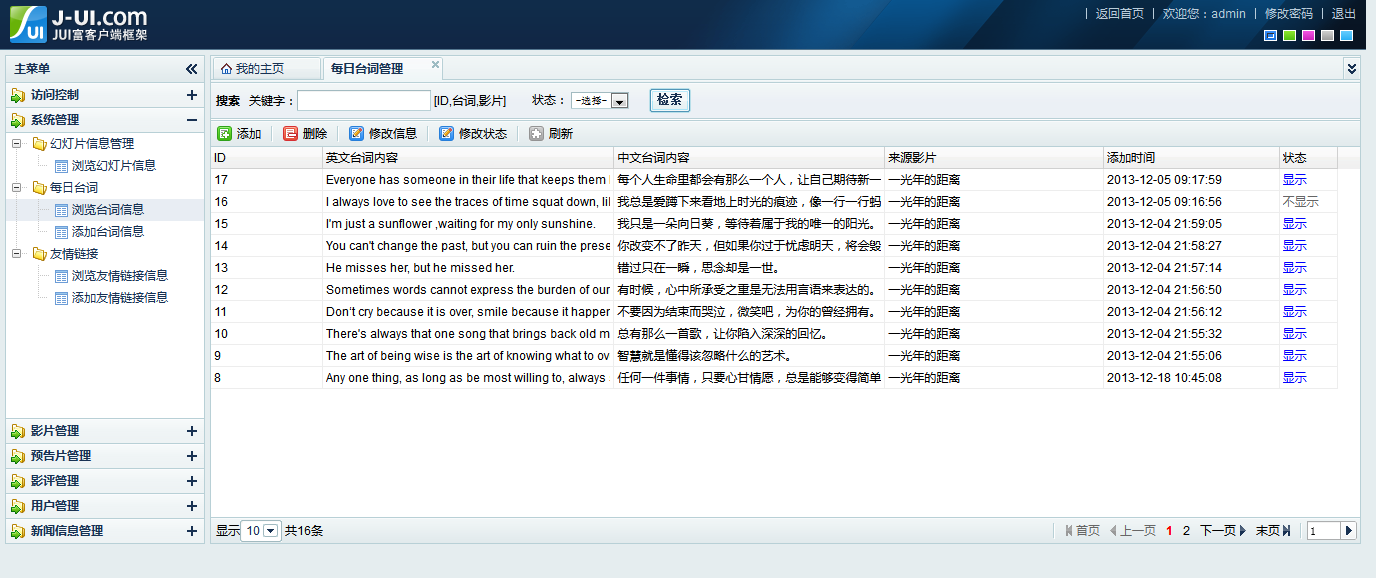 J-UI.com
JUI富客户端框架
| 返回首页 | 欢迎您：admin | 修改密码 | 退出
主菜单
访问控制
系统管理
幻灯片信息管理
浏览幻灯片信息
每日台词
浏览台词信息
添加台词信息
友情链接
浏览友情链接信息
添加友情链接信息
影片管理
预告片管理
影评管理
用户管理
新闻信息管理
我的主页 每日台词管理
搜索 关键字： [ID,台词,影片] 状态： -选择- 检索
添加 删除 修改信息 修改状态 刷新
ID 英文台词内容 中文台词内容 来源影片 添加时间 状态
17 Everyone has someone in their life that keeps them 每个人生命里都会有那么一个人，让自己期待新一 一光年的距离 2013-12-05 09:17:59 显示
16 I always love to see the traces of time squat down, 我总是爱蹲下来看地上时光的痕迹，像一行一行蚂 一光年的距离 2013-12-05 09:16:56 不显示
15 I'm just a sunflower ,waiting for my only sunshine. 我只是一朵向日葵，等待着属于我的唯一的阳光。 一光年的距离 2013-12-04 21:59:05 显示
14 You can't change the past, but you can ruin the prese 你改变不了昨天，但如果你过于忧虑明天，将会毁 一光年的距离 2013-12-04 21:58:27 显示
13 He misses her, but he missed her. 错过只在一瞬，思念却是一世。 一光年的距离 2013-12-04 21:57:14 显示
12 Sometimes words cannot express the burden of our 有时候，心中所承受之重是无法用言语来表达的。 一光年的距离 2013-12-04 21:56:50 显示
11 Don't cry because it is over, smile because it happer 不要因为结束而哭泣，微笑吧，为你的曾经拥有。 一光年的距离 2013-12-04 21:56:12 显示
10 There's always that one song that brings back old m 总有那么一首歌，让你陷入深深的回忆。 一光年的距离 2013-12-04 21:55:32 显示
9 The art of being wise is the art of knowing what to ov 智慧就是懂得该忽略什么的艺术。 一光年的距离 2013-12-04 21:55:06 显示
8 Any one thing, as long as be most willing to, always 任何一件事情，只要心甘情愿，总是能够变得简单 一光年的距离 2013-12-18 10:45:08 显示
显示 10 共16条
首页 上一页 1 2 下一页 末页 1